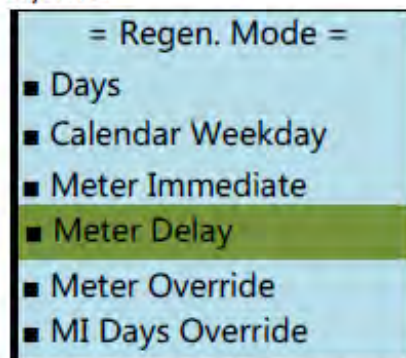 = Regen. Mode =
■ Days
■ Calendar Weekday
■ Meter Immediate
■ Meter Delay
■ Meter Override
■ MI Days Override